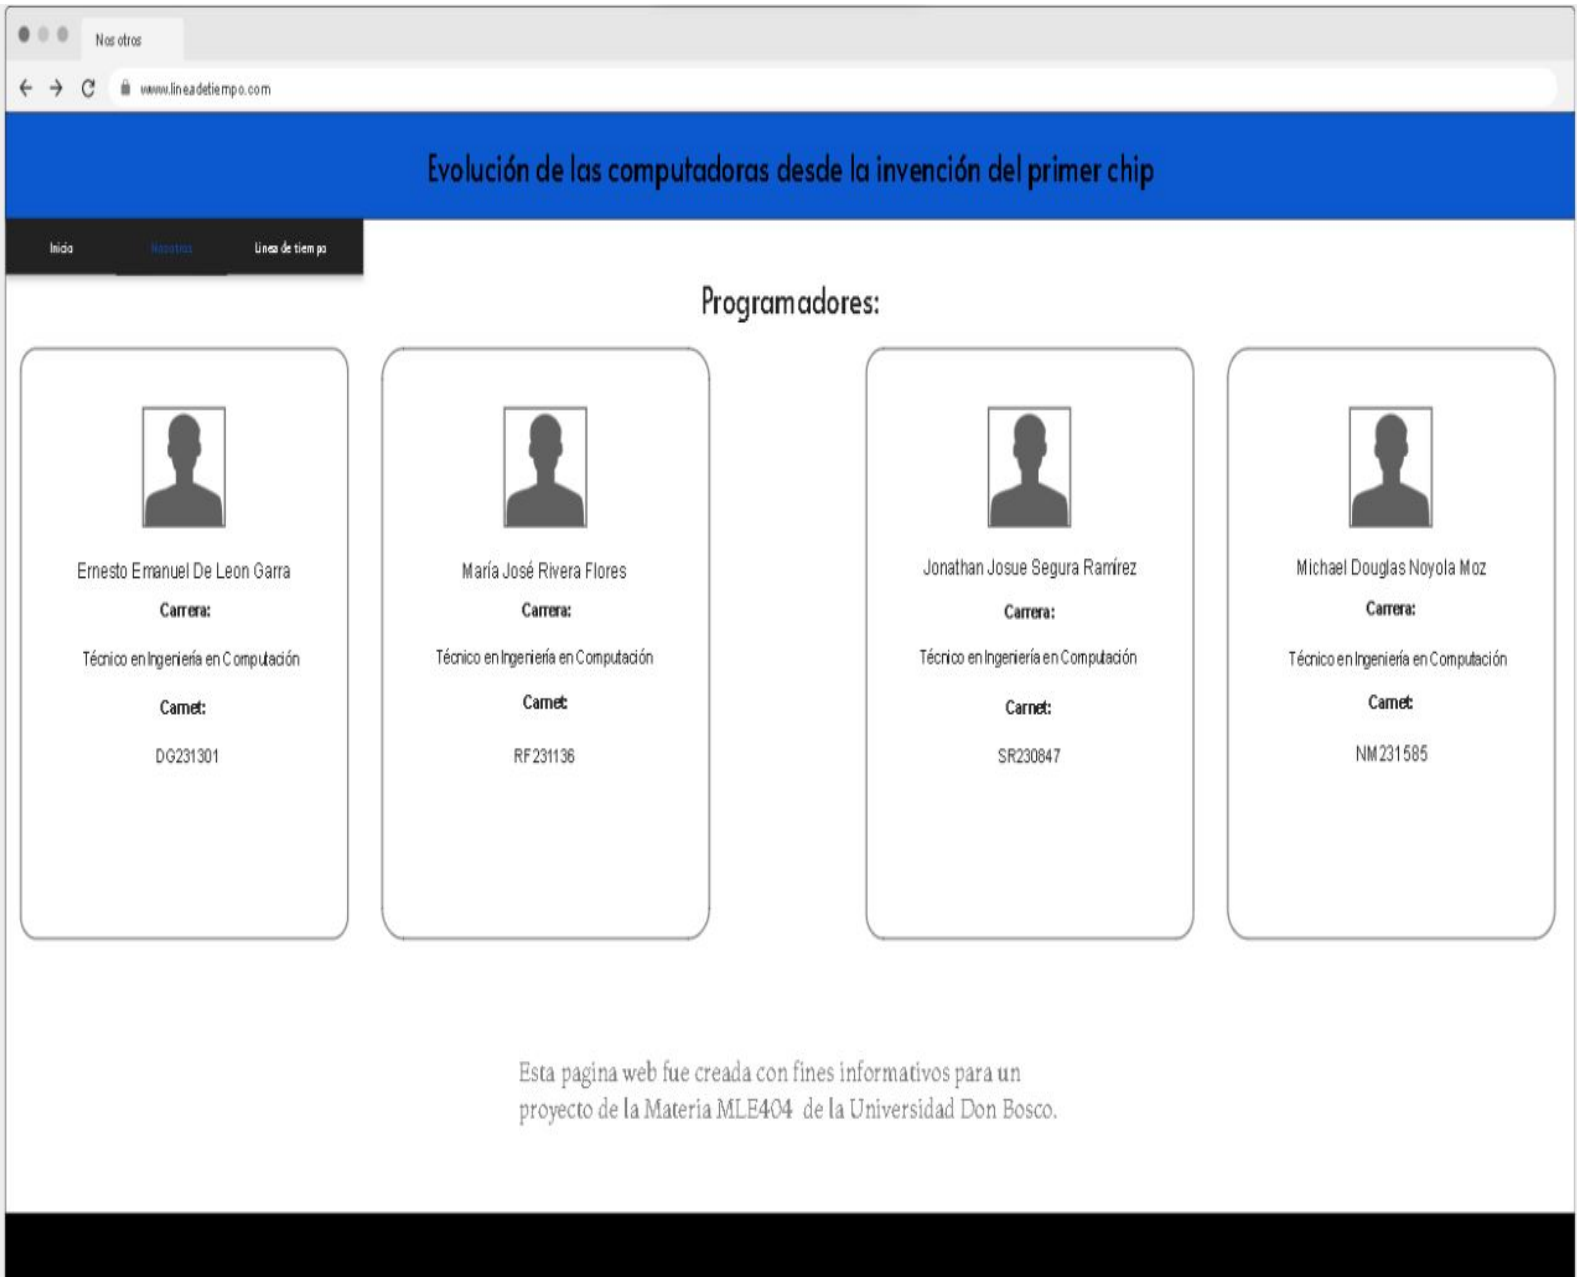 Nosotros
www.lineadetiempo.com
Evolución de las computadoras desde la invención del primer chip
Inicio Nosotros Linea de tiempo
Programadores:
Ernesto Emanuel De Leon Garra
Carrera:
Técnico en Ingeniería en Computación
Carnet:
DG231301
María José Rivera Flores
Carrera:
Técnico en Ingeniería en Computación
Carnet:
RF231136
Jonathan Josue Segura Ramírez
Carrera:
Técnico en Ingeniería en Computación
Carnet:
SR230847
Michael Douglas Noyola Moz
Carrera:
Técnico en Ingeniería en Computación
Carnet:
NM231585
Esta pagina web fue creada con fines informativos para un
proyecto de la Materia MLE404 de la Universidad Don Bosco.